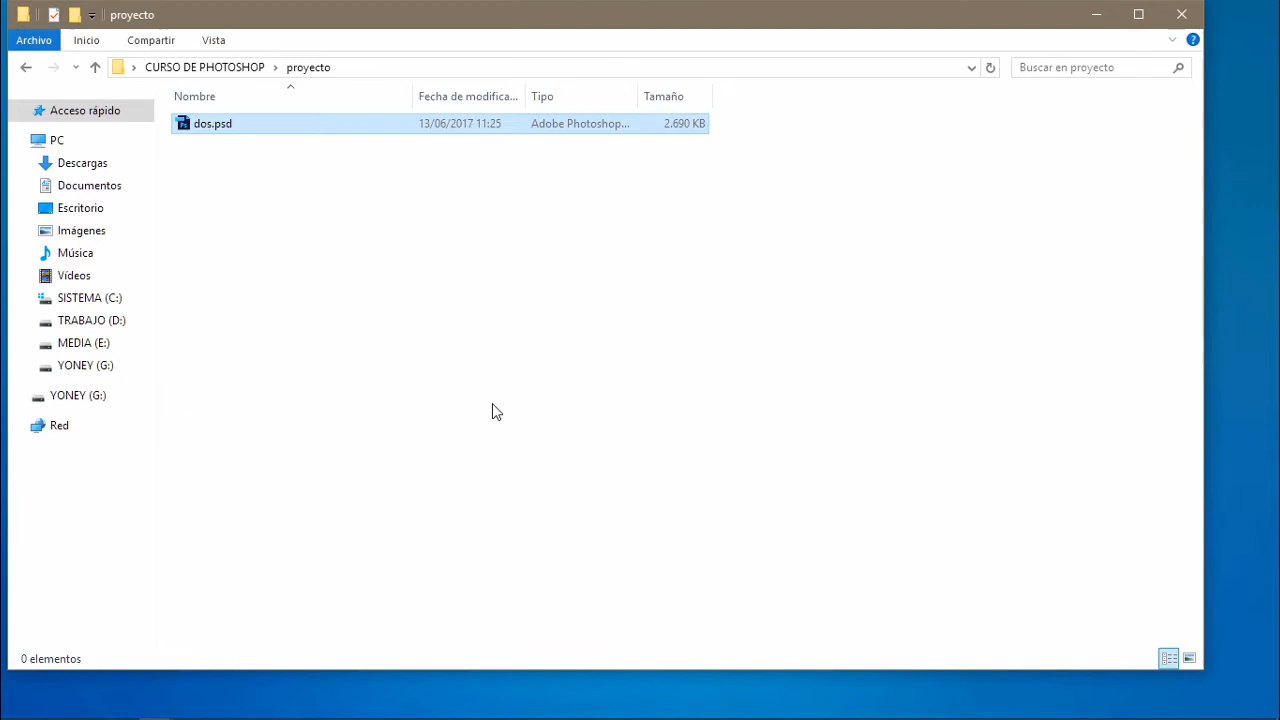 proyecto
Archivo Inicio Compartir Vista
CURSO DE PHOTOSHOP proyecto Buscar en proyecto
Nombre Fecha de modifica... Tipo Tamaño
Acceso rápido
dos.psd 13/06/2017 11:25 Adobe Photoshop... 2.690 KB
PC
Descargas
Documentos
Escritorio
Imágenes
Música
Vídeos
SISTEMA (C:)
TRABAJO (D:)
MEDIA (E:)
YONEY (G:)
YONEY (G:)
Red
0 elementos